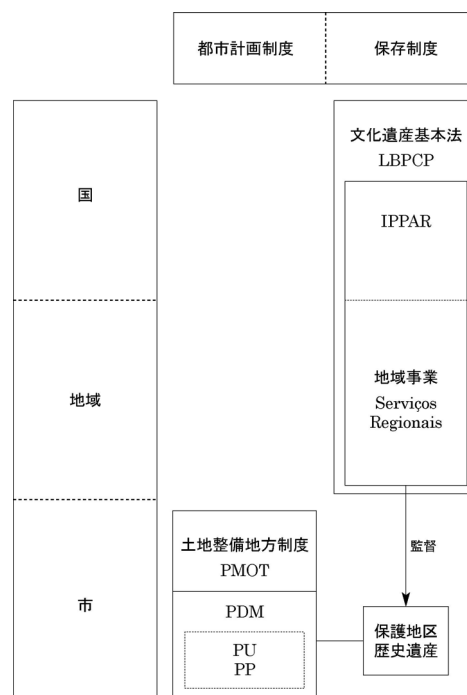 都市計画制度
保存制度
国
地域
市
文化遺産基本法
LBPCP
IPPAR
地域事業
Serviços
Regionais
監督
土地整備地方制度
PMOT
PDM
PU
PP
保護地区
歴史遺産